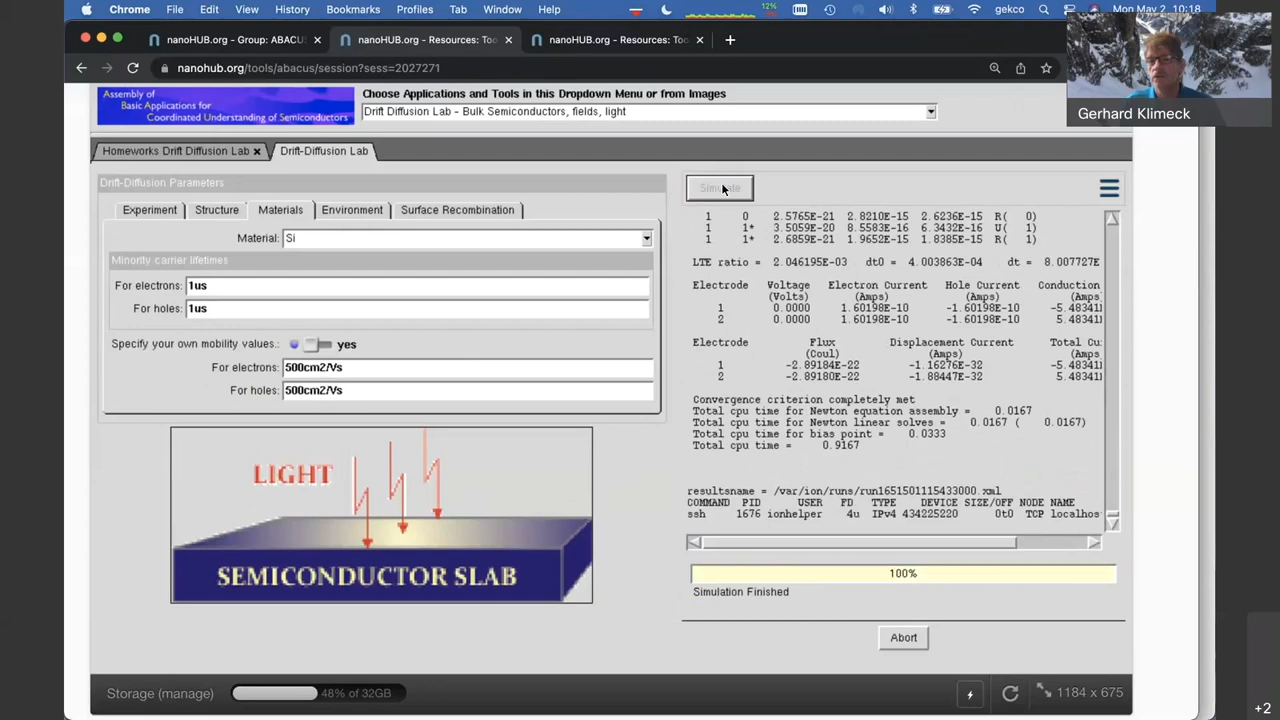 Chrome File Edit View History Bookmarks Profiles Tab Window Help 12% gekco Mon May 2 10:18
nanoHUB.org - Group: ABACU × nanoHUB.org - Resources: Too × nanoHUB.org - Resources: Too × +
nanohub.org/tools/abacus/session?sess=2027271
Gerhard Klimeck
Assembly of
Basic Applications for
Coordinated Understanding of Semiconductors
Choose Applications and Tools in this Dropdown Menu or from Images
Drift Diffusion Lab - Bulk Semiconductors, fields, light
Homeworks Drift Diffusion Lab × Drift-Diffusion Lab
Drift-Diffusion Parameters
Experiment Structure Materials Environment Surface Recombination
Material: Si
Minority carrier lifetimes
For electrons: 1us
For holes: 1us
Specify your own mobility values.: yes
For electrons: 500cm2/Vs
For holes: 500cm2/Vs
LIGHT
SEMICONDUCTOR SLAB
Simulate
1 0 2.5765E-21 2.8210E-15 2.6236E-15 R( 0)
1 1* 3.5059E-20 8.5583E-16 6.3432E-16 U( 1)
1 1* 2.6859E-21 1.9652E-15 1.8385E-15 R( 1)
LTE ratio = 2.046195E-03 dt0 = 4.003863E-04 dt = 8.007727E
Electrode Voltage Electron Current Hole Current Conduction
(Volts) (Amps) (Amps) (Amps
1 0.0000 1.60198E-10 -1.60198E-10 -5.48341
2 0.0000 1.60198E-10 -1.60198E-10 5.48341
Electrode Flux Displacement Current Total Cu
(Coul) (Amps) (Amps
1 -2.89184E-22 -1.16276E-32 -5.48341
2 -2.89180E-22 -1.88447E-32 5.48341
Convergence criterion completely met
Total cpu time for Newton equation assembly = 0.0167
Total cpu time for Newton linear solves = 0.0167 ( 0.0167)
Total cpu time for bias point = 0.0333
Total cpu time = 0.9167
resultsname = /var/ion/runs/run1651501115433000.xml
COMMAND PID USER FD TYPE DEVICE SIZE/OFF NODE NAME
ssh 1676 ionhelper 4u IPv4 434225220 0t0 TCP localhos
100%
Simulation Finished
Abort
Storage (manage) 48% of 32GB 1184 x 675
+2